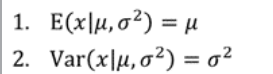 1. E(x|μ,σ²) = μ
2. Var(x|μ,σ²) = σ²